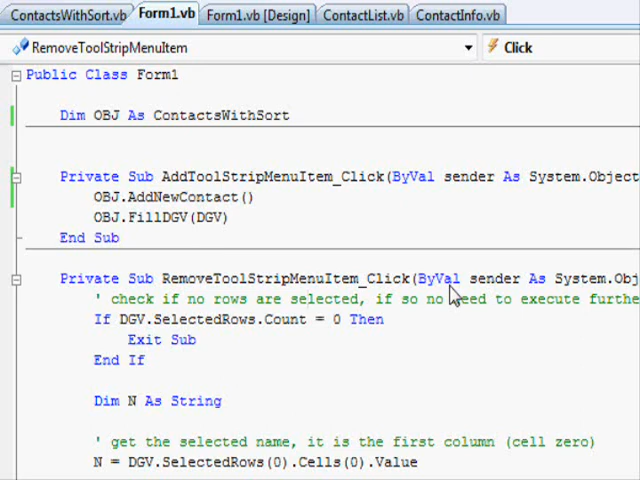 ContactsWithSort.vb Form1.vb Form1.vb [Design] ContactList.vb ContactInfo.vb
RemoveToolStripMenuItem Click
Public Class Form1
Dim OBJ As ContactsWithSort
Private Sub AddToolStripMenuItem_Click(ByVal sender As System.Object
OBJ.AddNewContact()
OBJ.FillDGV(DGV)
End Sub
Private Sub RemoveToolStripMenuItem_Click(ByVal sender As System.Obj
' check if no rows are selected, if so no need to execute furthe
If DGV.SelectedRows.Count = 0 Then
Exit Sub
End If
Dim N As String
' get the selected name, it is the first column (cell zero)
N = DGV.SelectedRows(0).Cells(0).Value